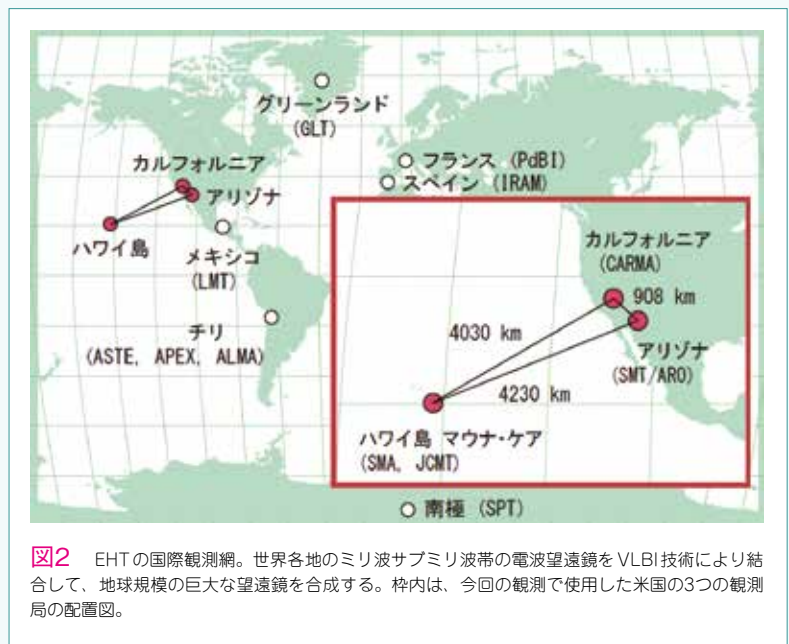 グリーンランド
(GLT)
カルフォルニア
アリゾナ
ハワイ島
フランス (PdBI)
スペイン (IRAM)
メキシコ
(LMT)
チリ
(ASTE, APEX, ALMA)
カルフォルニア
(CARMA)
908 km
4030 km
アリゾナ
(SMT/ARO)
4230 km
ハワイ島 マウナ・ケア
(SMA, JCMT)
南極 (SPT)
図2 EHTの国際観測網。世界各地のミリ波サブミリ波帯の電波望遠鏡をVLBI技術により結
合して、地球規模の巨大な望遠鏡を合成する。枠内は、今回の観測で使用した米国の3つの観測
局の配置図。